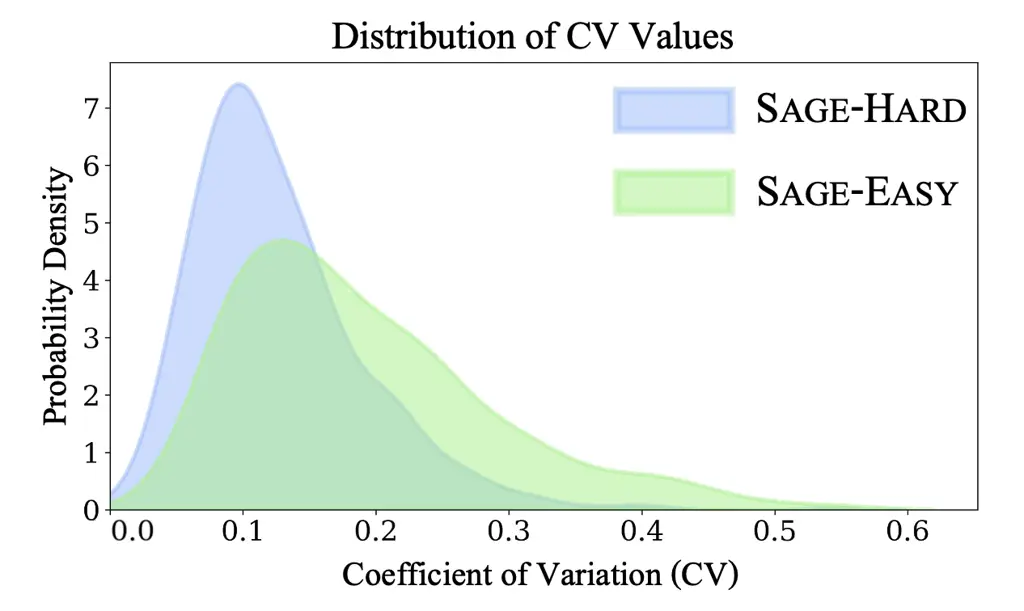 Distribution of CV Values
SAGE-HARD
SAGE-EASY
Probability Density
7
6
5
4
3
2
1
0
0.0 0.1 0.2 0.3 0.4 0.5 0.6
Coefficient of Variation (CV)